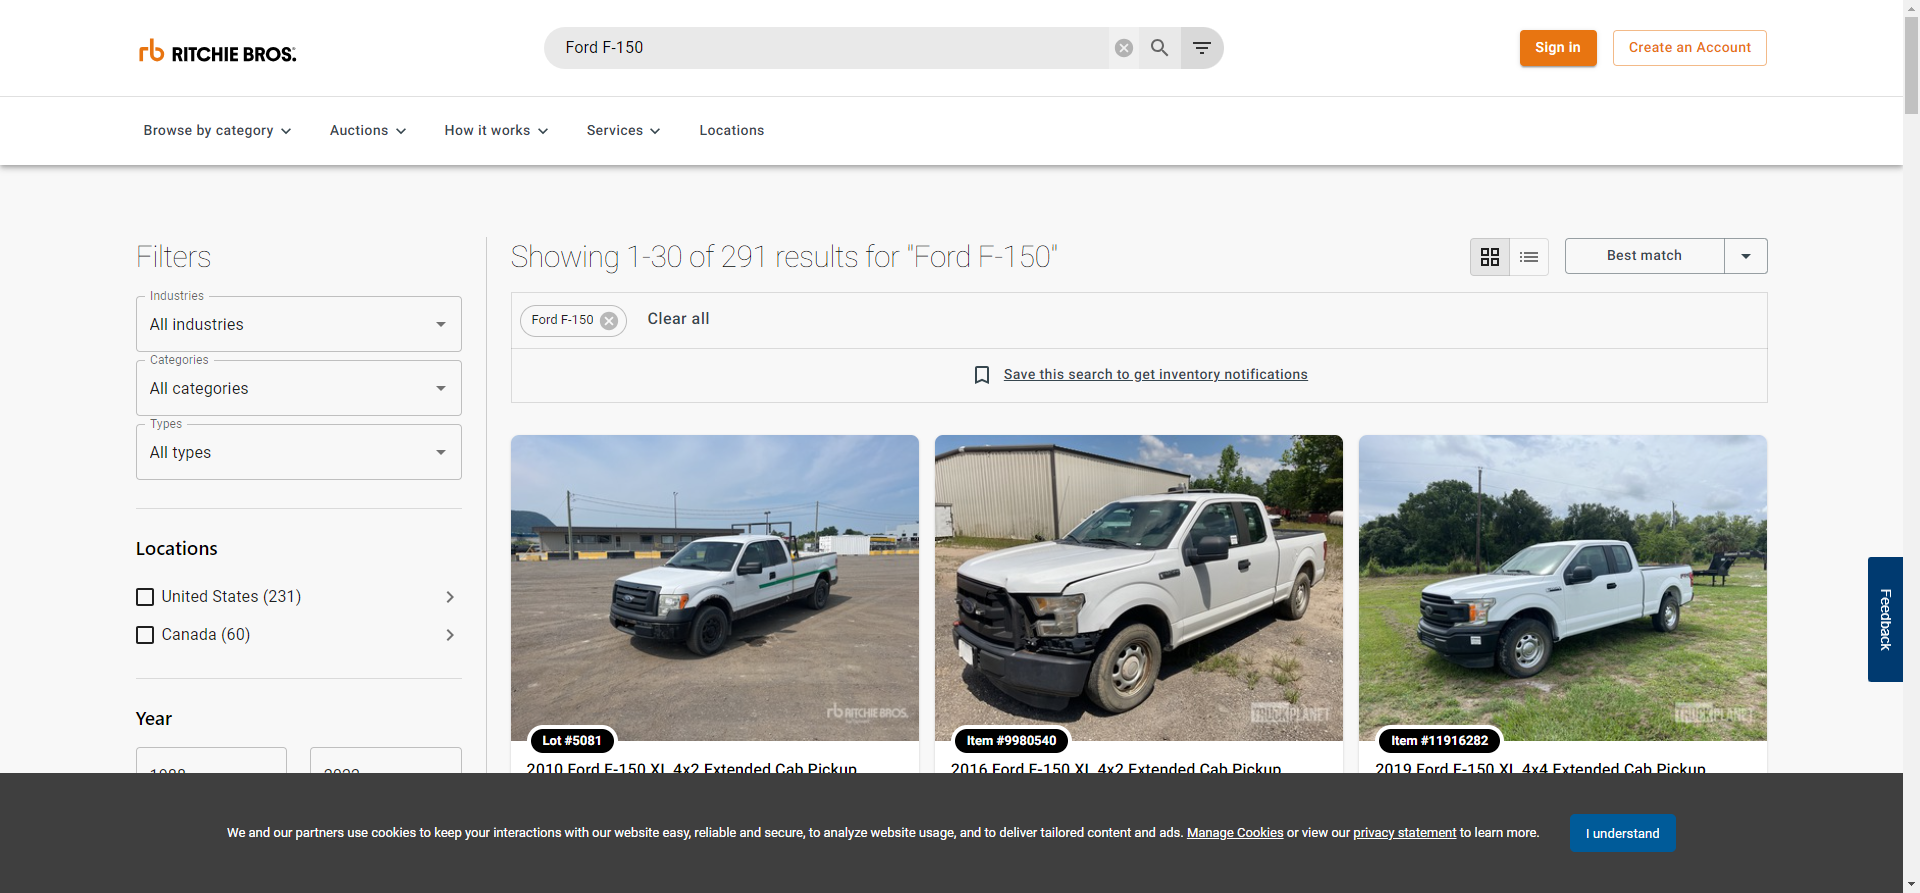 rb RITCHIE BROS.
Ford F-150
Sign in
Create an Account
Browse by category
Auctions
How it works
Services
Locations
Filters
Showing 1-30 of 291 results for "Ford F-150"
Best match
Industries
All industries
Ford F-150
Clear all
Categories
All categories
Save this search to get inventory notifications
Types
All types
Locations
United States (231)
Canada (60)
Feedback
Year
rb RITCHIE BROS.
TRUCKPLANET
TRUCKPLANET
Lot #5081
Item #9980540
Item #11916282
2010 Ford F-150 XL 4x2 Extended Cab Pickup
2016 Ford F-150 XL 4x2 Extended Cab Pickup
2019 Ford F-150 XL 4x4 Extended Cab Pickup
We and our partners use cookies to keep your interactions with our website easy, reliable and secure, to analyze website usage, and to deliver tailored content and ads. Manage Cookies or view our privacy statement to learn more.
I understand